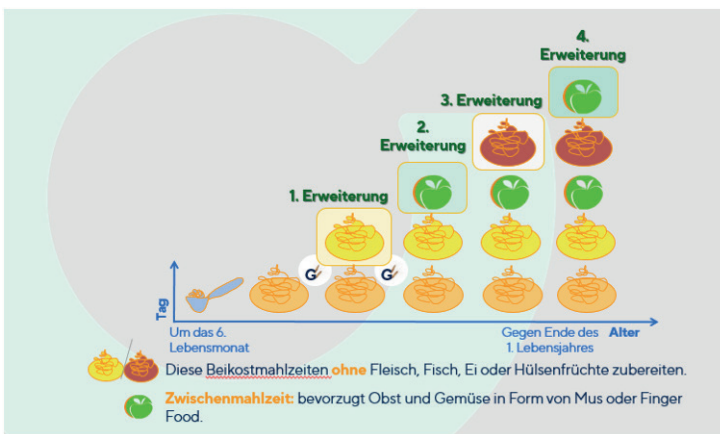 4.
Erweiterung
3. Erweiterung
2.
Erweiterung
1. Erweiterung
G
G
Tag
Um das 6.
Lebensmonat
Gegen Ende des
1. Lebensjahres
Alter
Diese Beikostmahlzeiten ohne Fleisch, Fisch, Ei oder Hülsenfrüchte zubereiten.
Zwischenmahlzeit: bevorzugt Obst und Gemüse in Form von Mus oder Finger
Food.